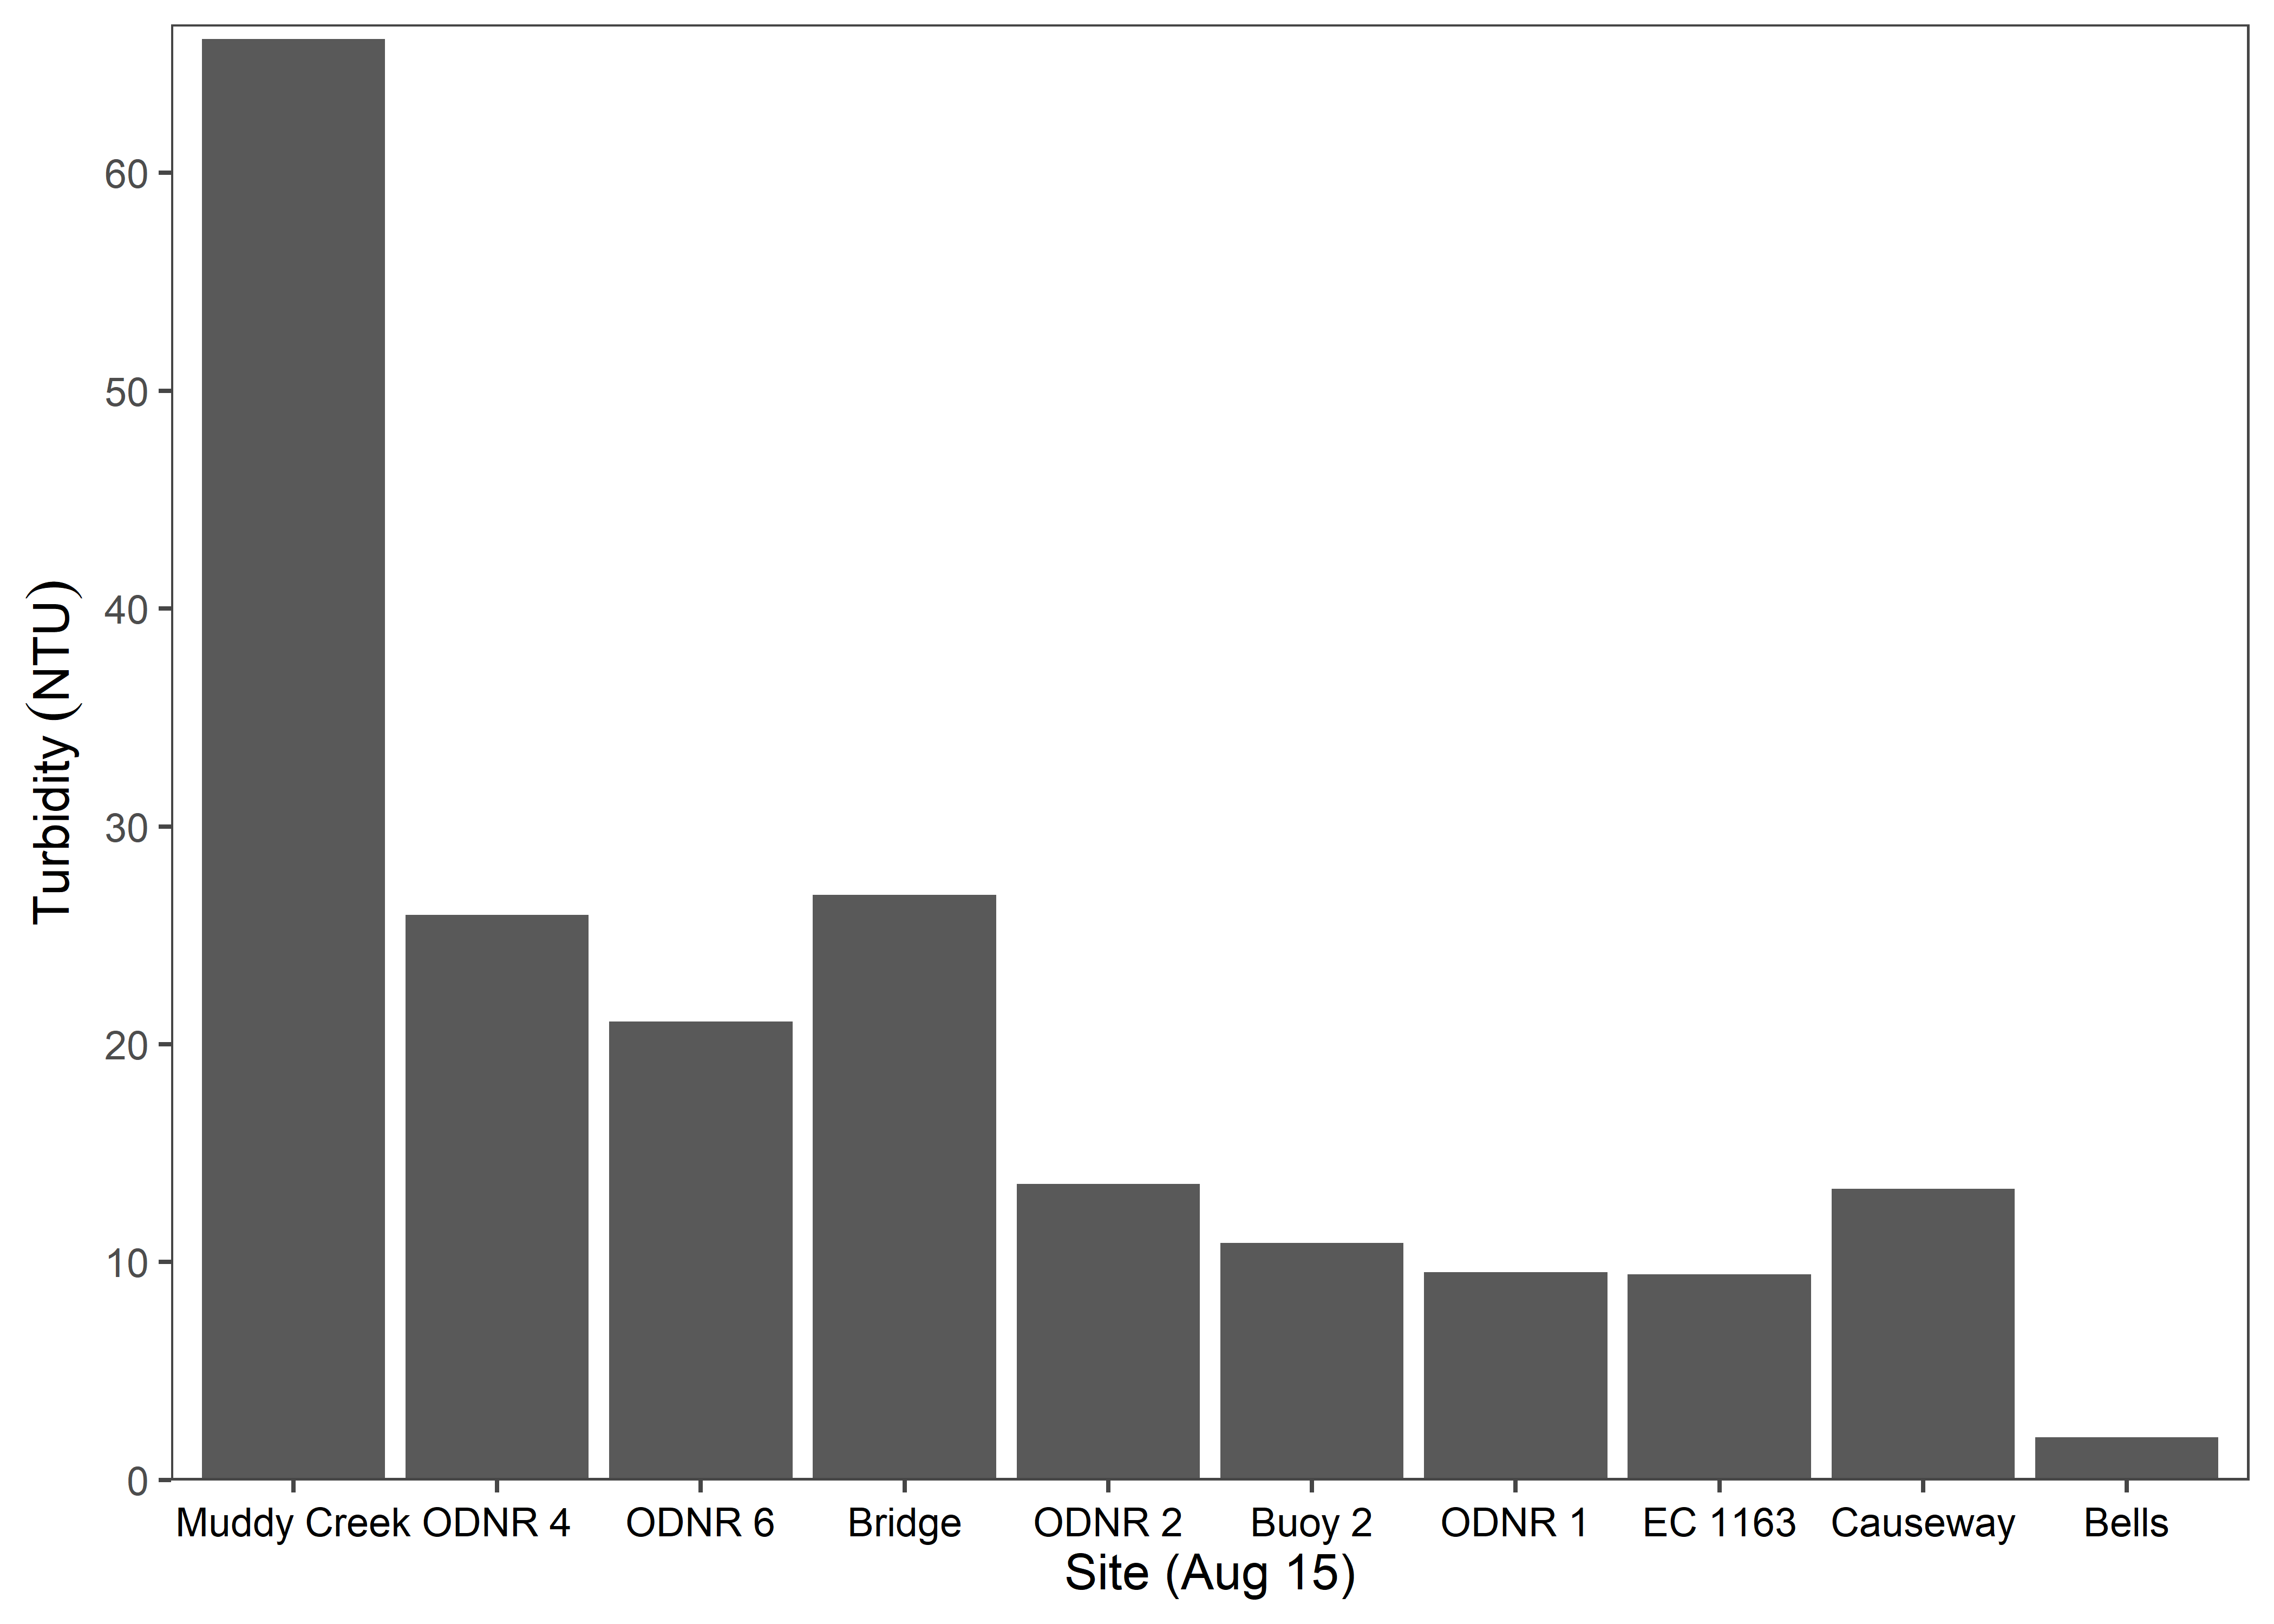 Turbidity (NTU)
60
50
40
30
20
10
0
Muddy Creek ODNR 4 ODNR 6 Bridge ODNR 2 Buoy 2 ODNR 1 EC 1163 Causeway Bells
Site (Aug 15)